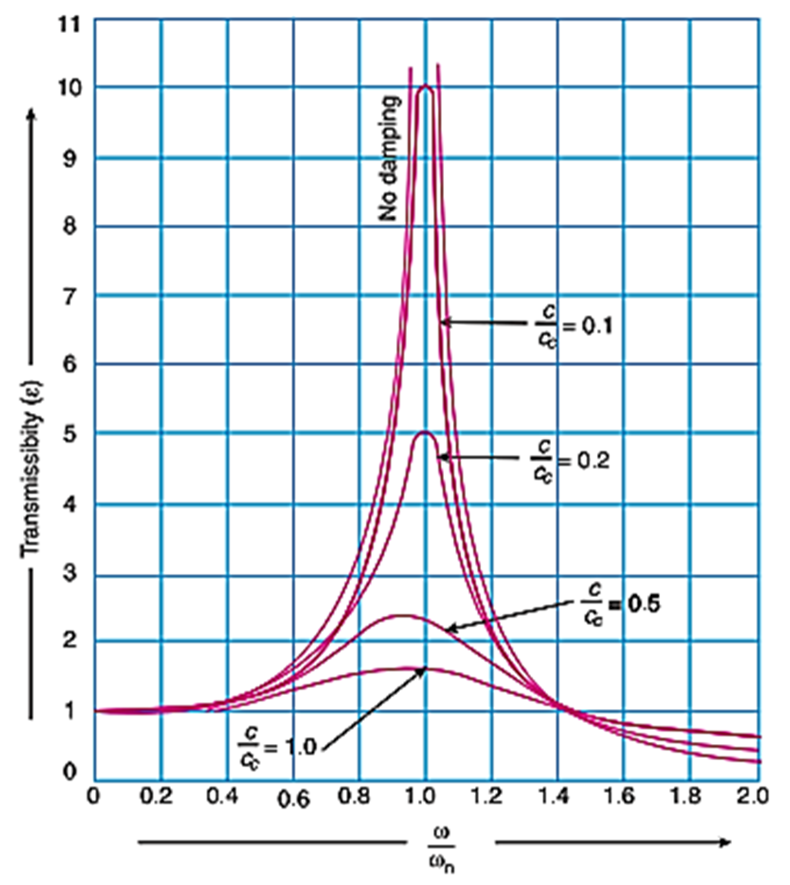 11
10
9
8
7
6
5
4
3
2
1
0
Transmissibity (ε)
No damping
c/c_c = 0.1
c/c_c = 0.2
c/c_c = 0.5
c/c_c = 1.0
0 0.2 0.4 0.6 0.8 1.0 1.2 1.4 1.6 1.8 2.0
ω/ω_n